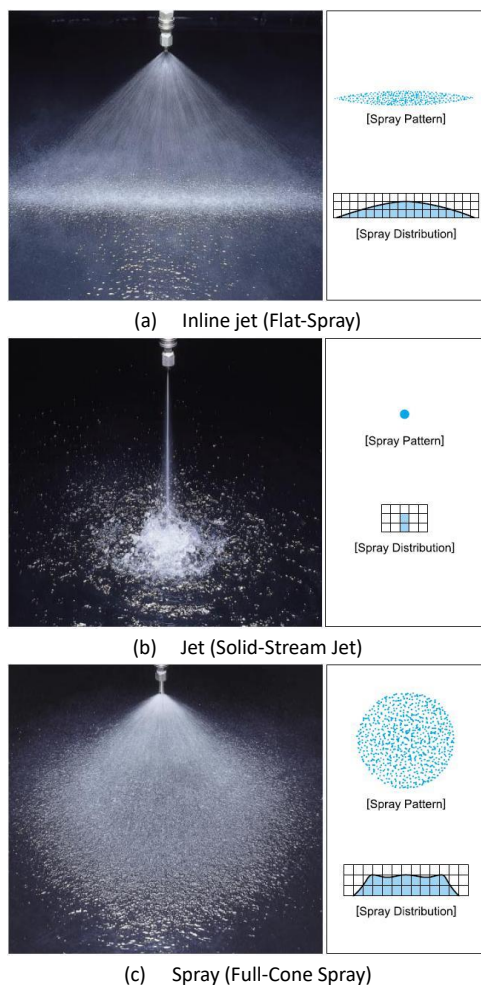 [Spray Pattern]
[Spray Distribution]
(a) Inline jet (Flat-Spray)
[Spray Pattern]
[Spray Distribution]
(b) Jet (Solid-Stream Jet)
[Spray Pattern]
[Spray Distribution]
(c) Spray (Full-Cone Spray)